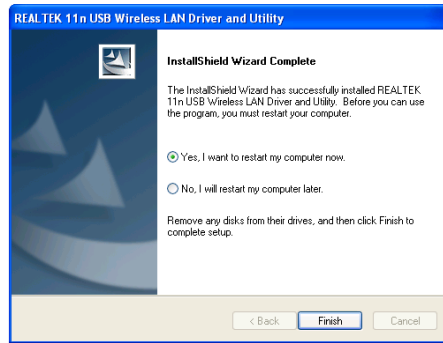 REALTEK 11n USB Wireless LAN Driver and Utility
InstallShield Wizard Complete
The InstallShield Wizard has successfully installed REALTEK
11n USB Wireless LAN Driver and Utility. Before you can use
the program, you must restart your computer.
Yes, I want to restart my computer now.
No, I will restart my computer later.
Remove any disks from their drives, and then click Finish to
complete setup.
< Back
Finish
Cancel